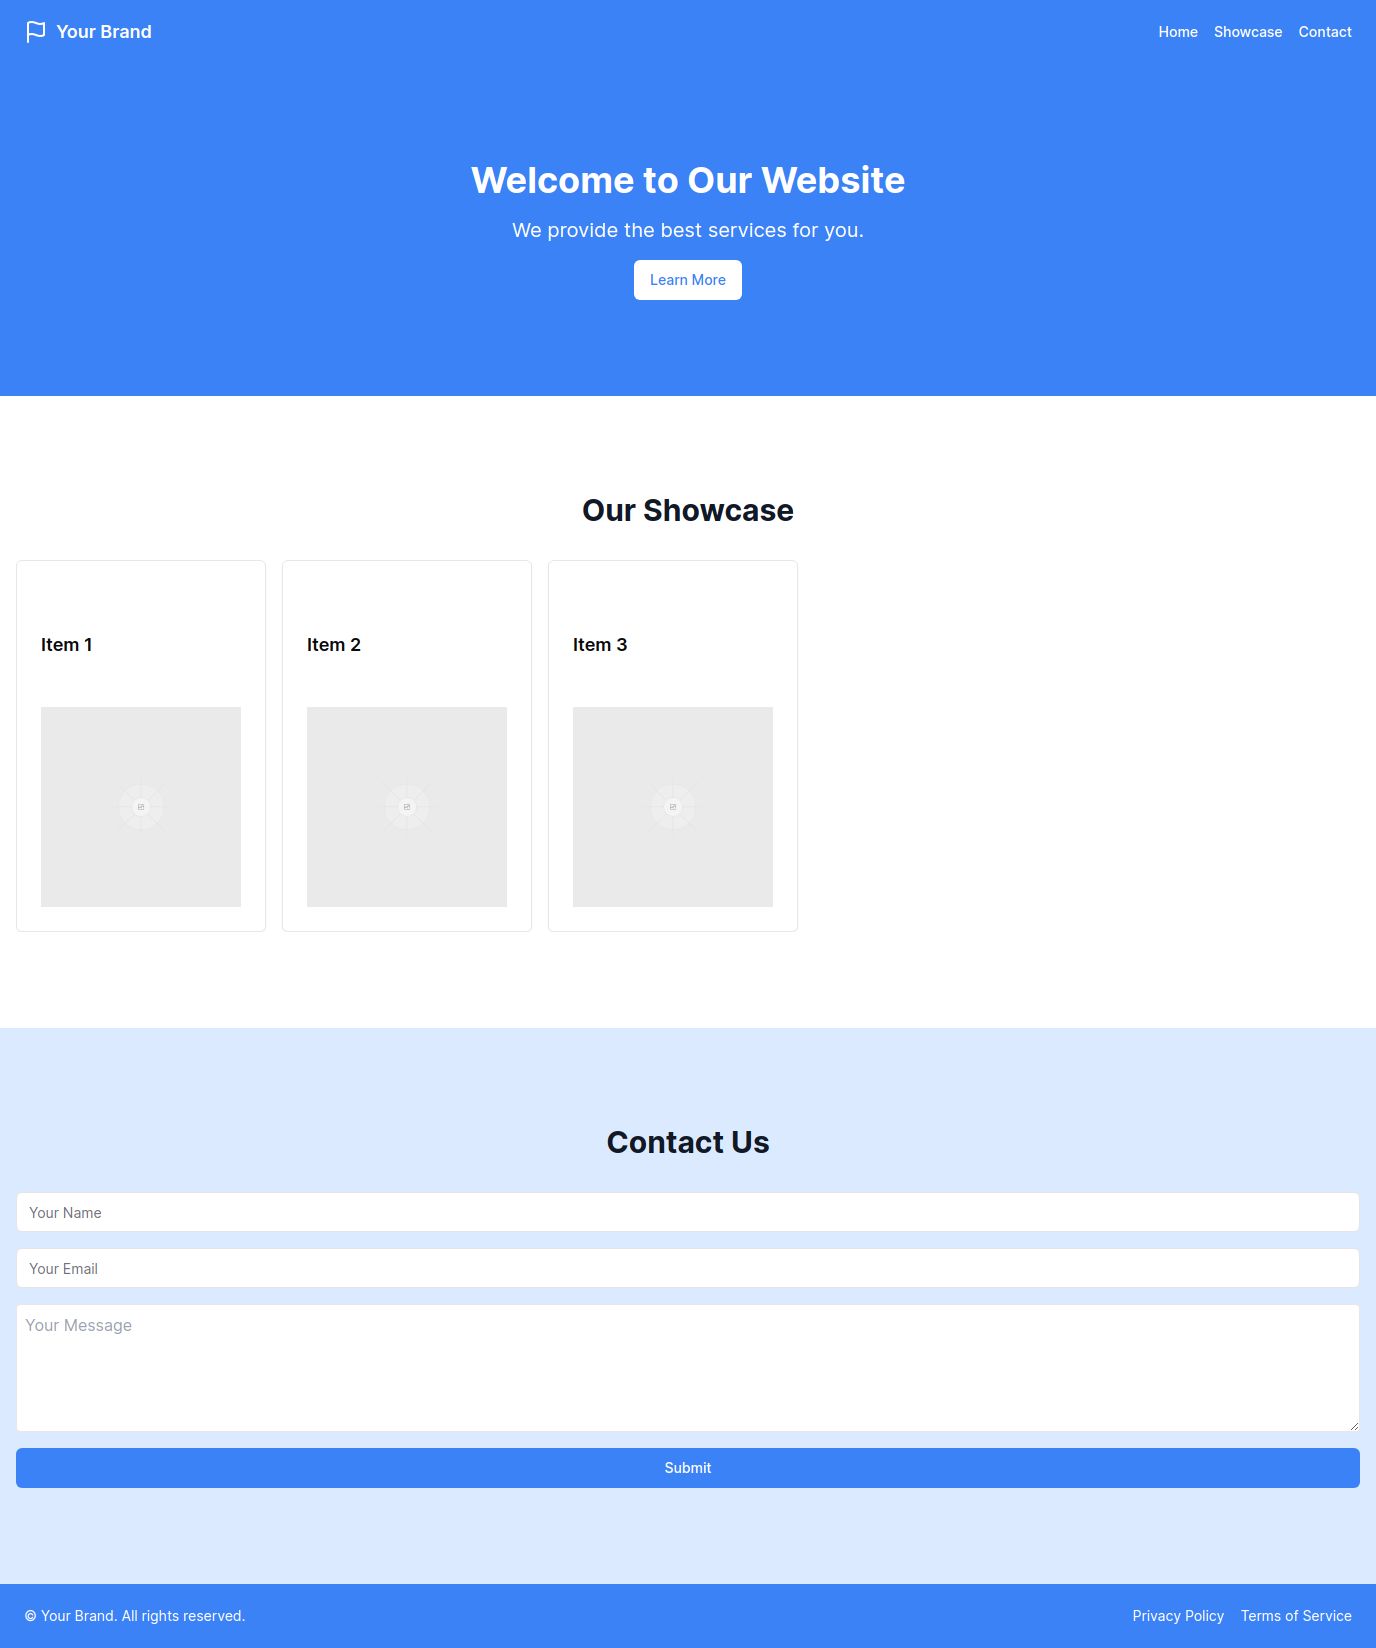 Your Brand
Home Showcase Contact
Welcome to Our Website
We provide the best services for you.
Learn More
Our Showcase
Item 1
Item 2
Item 3
Contact Us
Your Name
Your Email
Your Message
Submit
© Your Brand. All rights reserved.
Privacy Policy Terms of Service